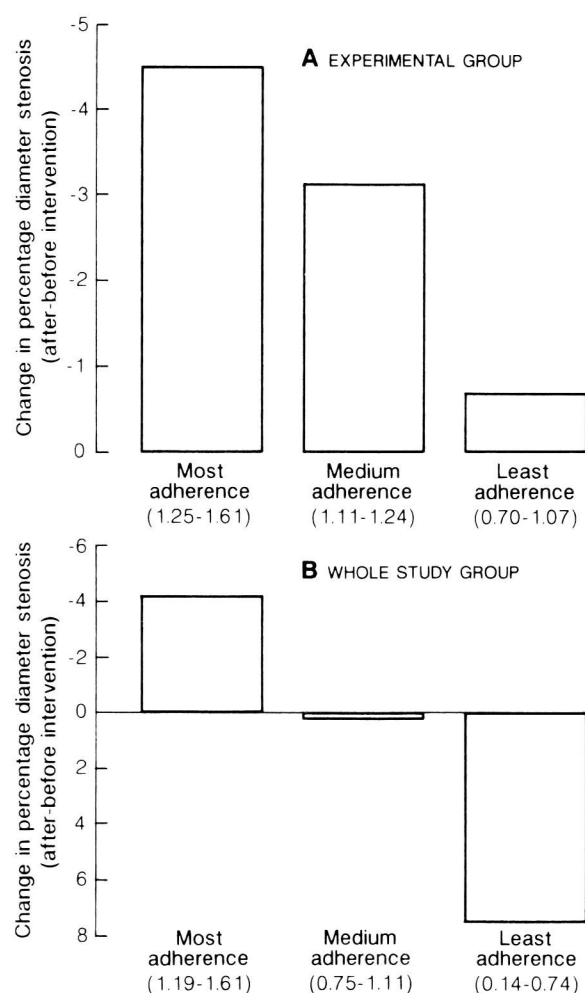 Change in percentage diameter stenosis
(after-before intervention)
-5
-4
-3
-2
-1
0
A EXPERIMENTAL GROUP
Most
adherence
(1.25-1.61)
Medium
adherence
(1.11-1.24)
Least
adherence
(0.70-1.07)
Change in percentage diameter stenosis
(after-before intervention)
-6
-4
-2
0
2
4
6
8
B WHOLE STUDY GROUP
Most
adherence
(1.19-1.61)
Medium
adherence
(0.75-1.11)
Least
adherence
(0.14-0.74)